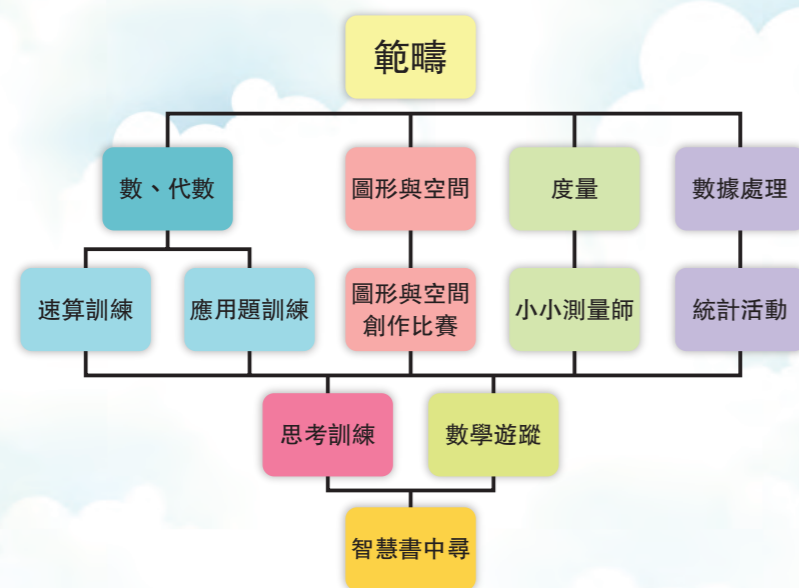 範疇
數、代數
圖形與空間
度量
數據處理
速算訓練
應用題訓練
圖形與空間
創作比賽
小小測量師
統計活動
思考訓練
數學遊蹤
智慧書中尋